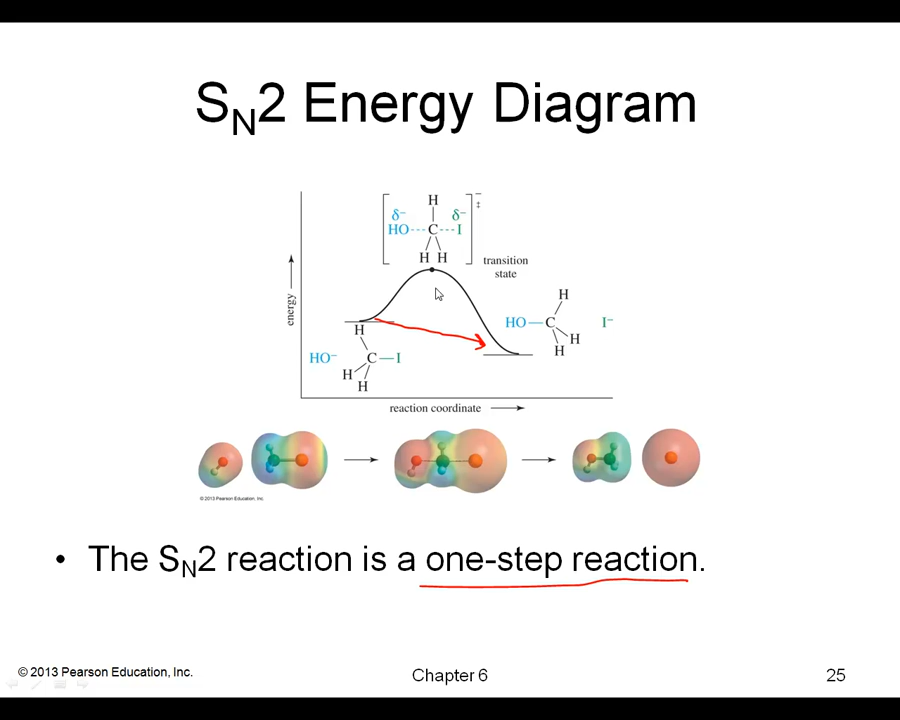 SN2 Energy Diagram
H
δ− δ− − ‡
HO---C---I
H H
transition
state
energy
H
HO—C I−
H
H
H
HO− C—I
H
H
reaction coordinate
© 2013 Pearson Education, Inc.
• The SN2 reaction is a one-step reaction.
© 2013 Pearson Education, Inc.
Chapter 6
25